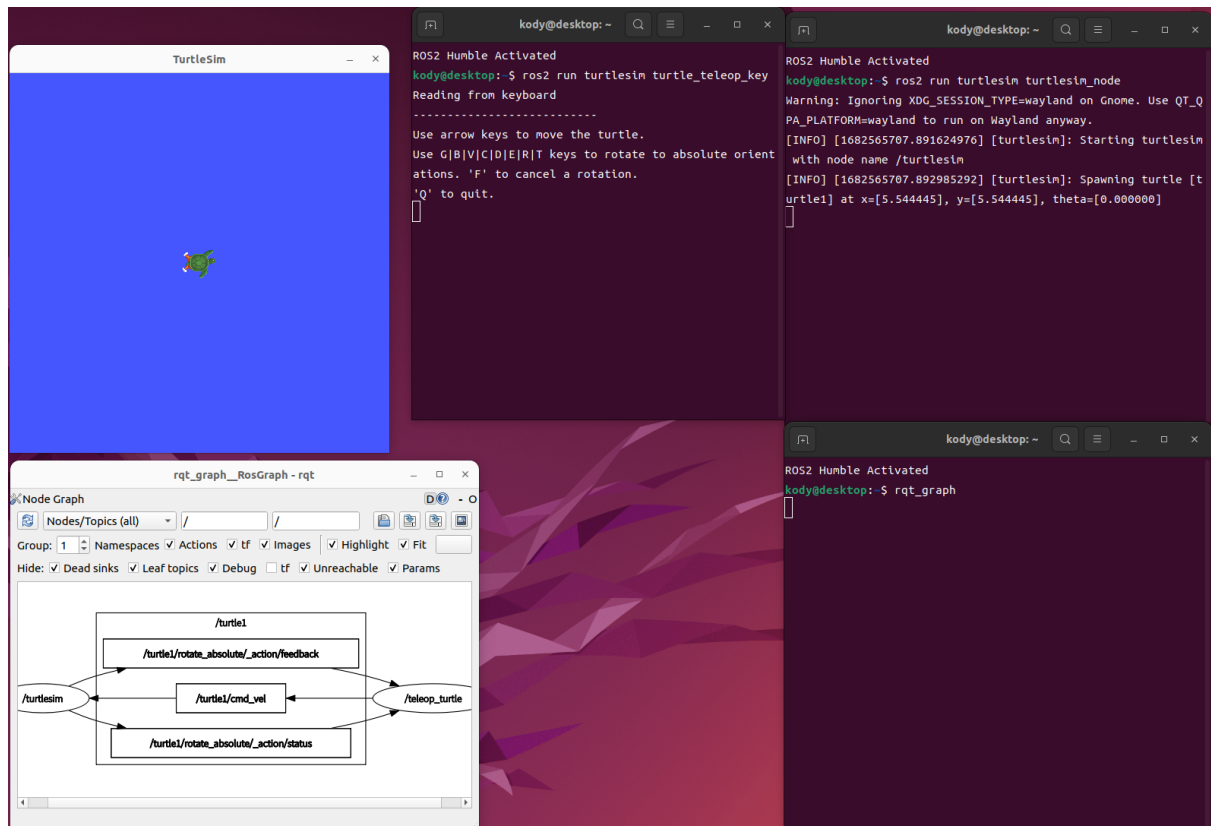 TurtleSim
kody@desktop: ~
ROS2 Humble Activated
kody@desktop:~$ ros2 run turtlesim turtle_teleop_key
Reading from keyboard
---------------------------
Use arrow keys to move the turtle.
Use G|B|V|C|D|E|R|T keys to rotate to absolute orient
ations. 'F' to cancel a rotation.
'Q' to quit.
kody@desktop: ~
ROS2 Humble Activated
kody@desktop:~$ ros2 run turtlesim turtlesim_node
Warning: Ignoring XDG_SESSION_TYPE=wayland on Gnome. Use QT_Q
PA_PLATFORM=wayland to run on Wayland anyway.
[INFO] [1682565707.891624976] [turtlesim]: Starting turtlesim
with node name /turtlesim
[INFO] [1682565707.892985292] [turtlesim]: Spawning turtle [t
urtle1] at x=[5.544445], y=[5.544445], theta=[0.000000]
rqt_graph__RosGraph - rqt
Node Graph
D - O
Nodes/Topics (all) / /
Group: 1 Namespaces Actions tf Images Highlight Fit
Hide: Dead sinks Leaf topics Debug tf Unreachable Params
/turtle1
/turtle1/rotate_absolute/_action/feedback
/turtlesim /turtle1/cmd_vel /teleop_turtle
/turtle1/rotate_absolute/_action/status
kody@desktop: ~
ROS2 Humble Activated
kody@desktop:~$ rqt_graph